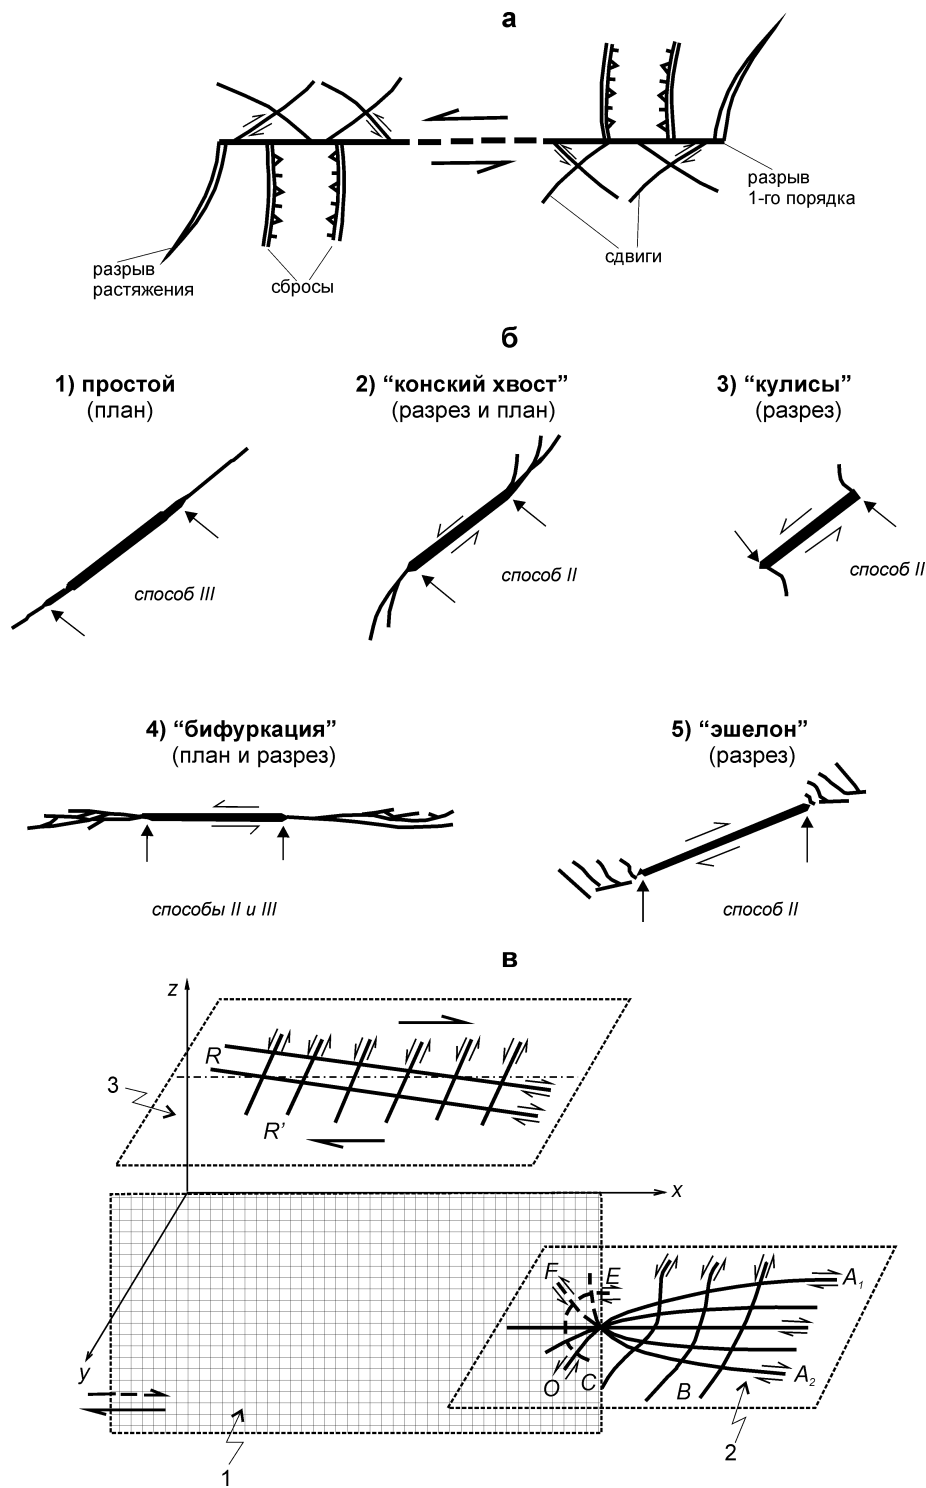 а
разрыв
1-го порядка
сдвиги
разрыв
растяжения
сбросы
б
1) простой
(план)
2) “конский хвост”
(разрез и план)
3) “кулисы”
(разрез)
способ III
способ II
способ II
4) “бифуркация”
(план и разрез)
5) “эшелон”
(разрез)
способы II и III
способ II
в
z
R
3
R’
x
F
E
A1
y
O
C
B
A2
1
2